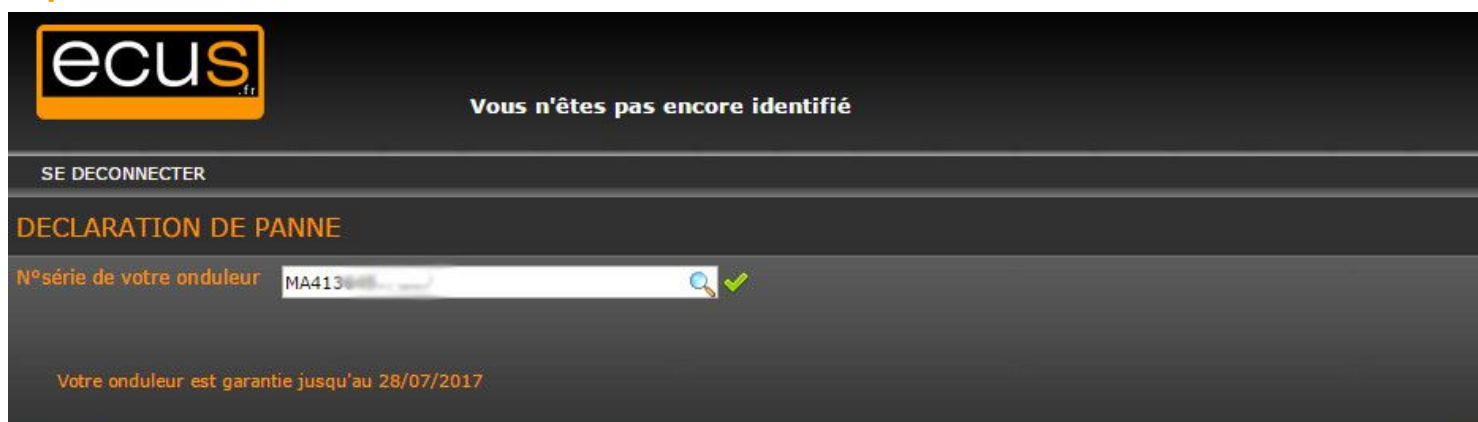 ecus
.fr
Vous n'êtes pas encore identifié
SE DECONNECTER
DECLARATION DE PANNE
N°série de votre onduleur
Votre onduleur est garantie jusqu'au 28/07/2017